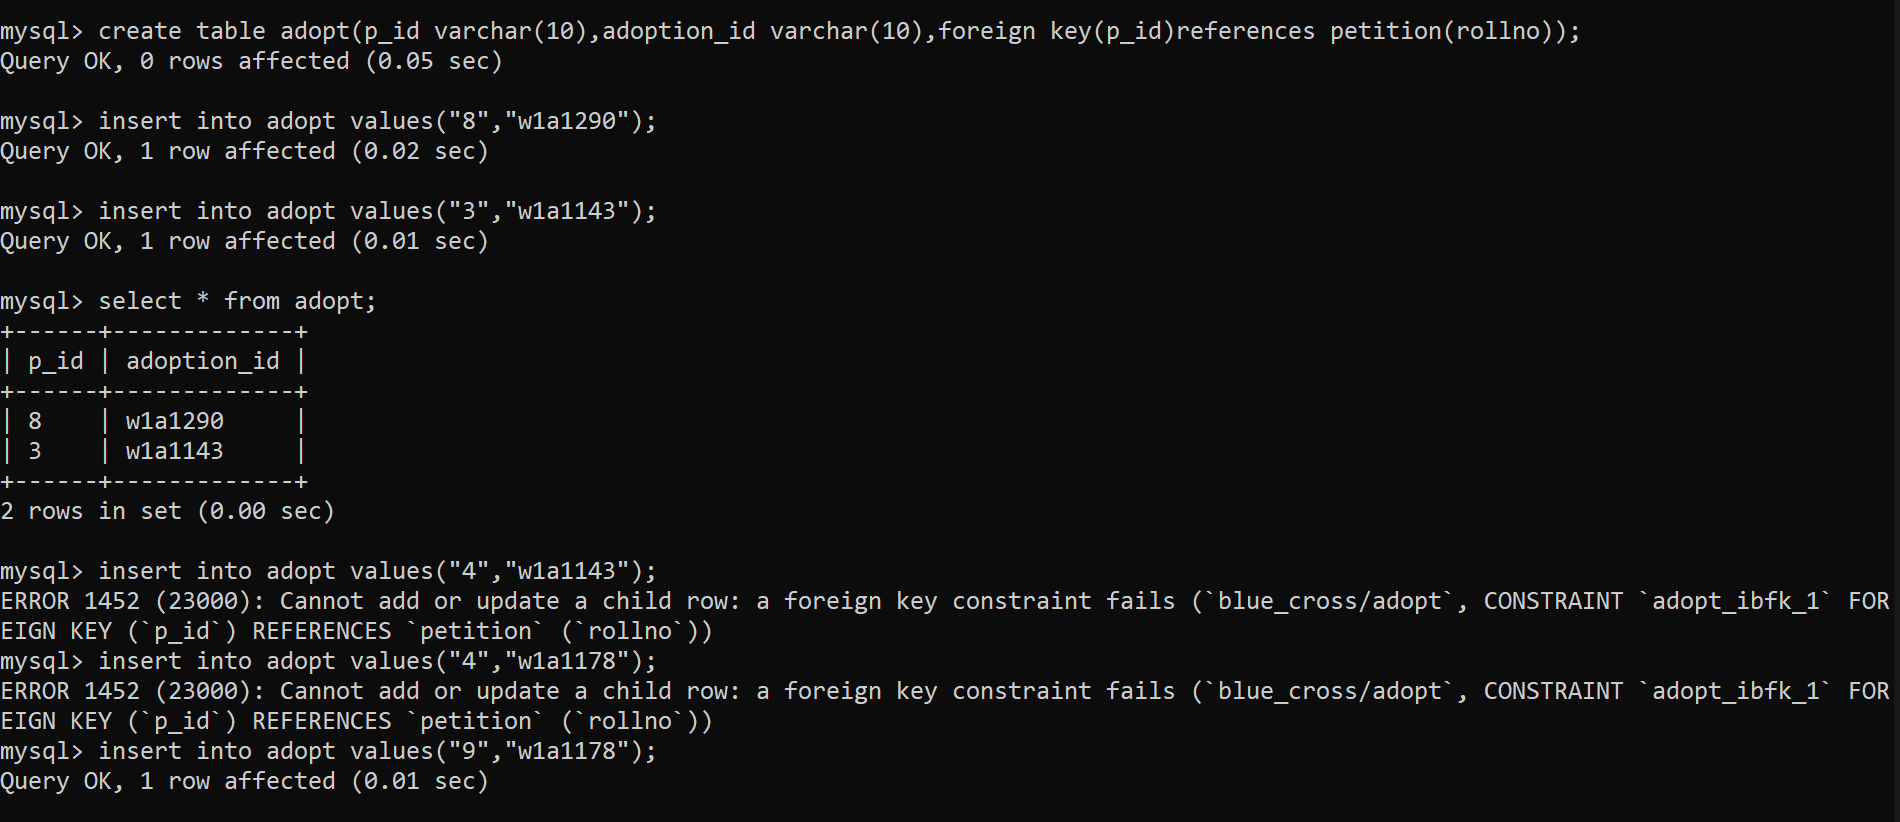 mysql> create table adopt(p_id varchar(10),adoption_id varchar(10),foreign key(p_id)references petition(rollno));
Query OK, 0 rows affected (0.05 sec)
mysql> insert into adopt values("8","w1a1290");
Query OK, 1 row affected (0.02 sec)
mysql> insert into adopt values("3","w1a1143");
Query OK, 1 row affected (0.01 sec)
mysql> select * from adopt;
+------+-------------+
| p_id | adoption_id |
+------+-------------+
| 8    | w1a1290     |
| 3    | w1a1143     |
+------+-------------+
2 rows in set (0.00 sec)
mysql> insert into adopt values("4","w1a1143");
ERROR 1452 (23000): Cannot add or update a child row: a foreign key constraint fails (`blue_cross/adopt`, CONSTRAINT `adopt_ibfk_1` FOR
EIGN KEY (`p_id`) REFERENCES `petition` (`rollno`))
mysql> insert into adopt values("4","w1a1178");
ERROR 1452 (23000): Cannot add or update a child row: a foreign key constraint fails (`blue_cross/adopt`, CONSTRAINT `adopt_ibfk_1` FOR
EIGN KEY (`p_id`) REFERENCES `petition` (`rollno`))
mysql> insert into adopt values("9","w1a1178");
Query OK, 1 row affected (0.01 sec)